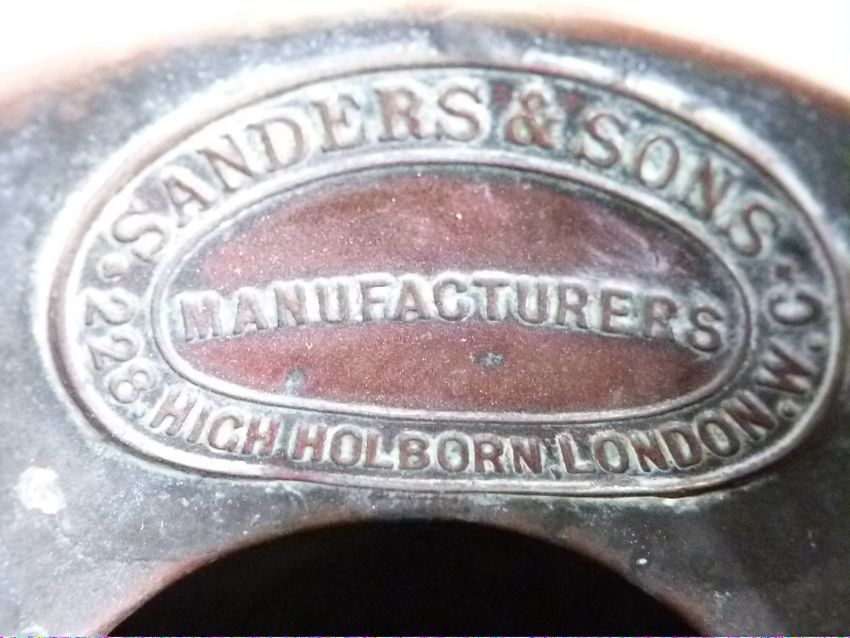 SANDERS & SONS
MANUFACTURERS
228. HIGH HOLBORN. LONDON. W.C.